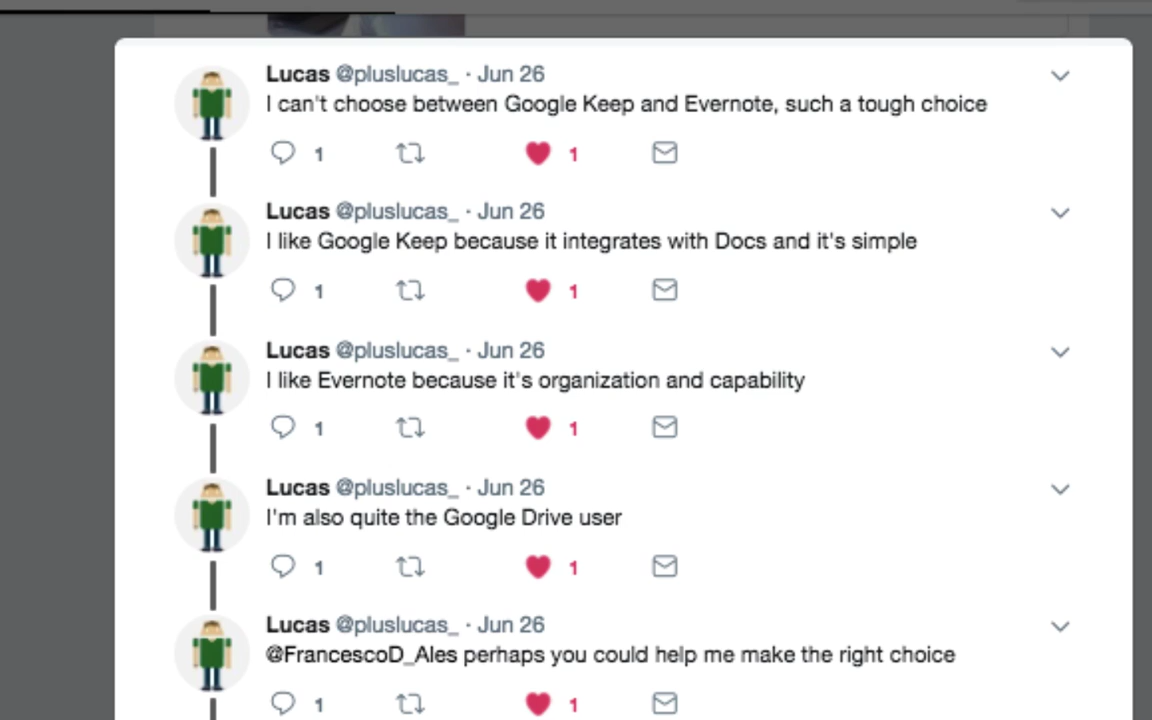 Lucas @pluslucas_ · Jun 26
I can't choose between Google Keep and Evernote, such a tough choice
1 1
Lucas @pluslucas_ · Jun 26
I like Google Keep because it integrates with Docs and it's simple
1 1
Lucas @pluslucas_ · Jun 26
I like Evernote because it's organization and capability
1 1
Lucas @pluslucas_ · Jun 26
I'm also quite the Google Drive user
1 1
Lucas @pluslucas_ · Jun 26
@FrancescoD_Ales perhaps you could help me make the right choice
1 1